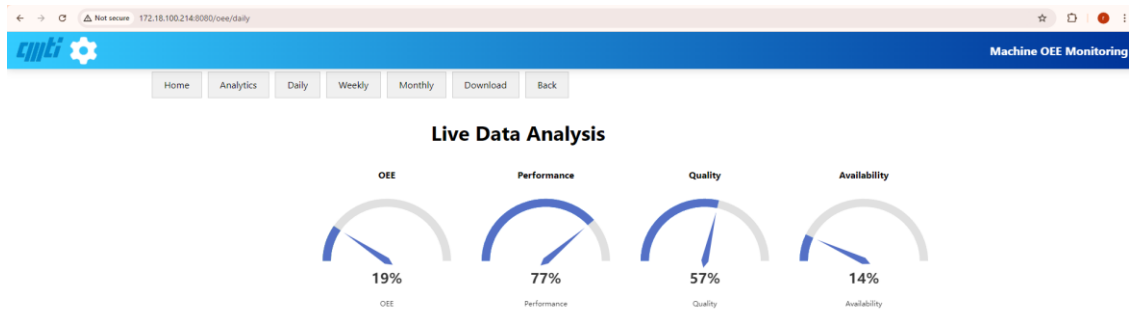 Not secure 172.18.100.214:8080/oee/daily
cmti Machine OEE Monitoring
Home Analytics Daily Weekly Monthly Download Back
Live Data Analysis
OEE Performance Quality Availability
19% 77% 57% 14%
OEE Performance Quality Availability